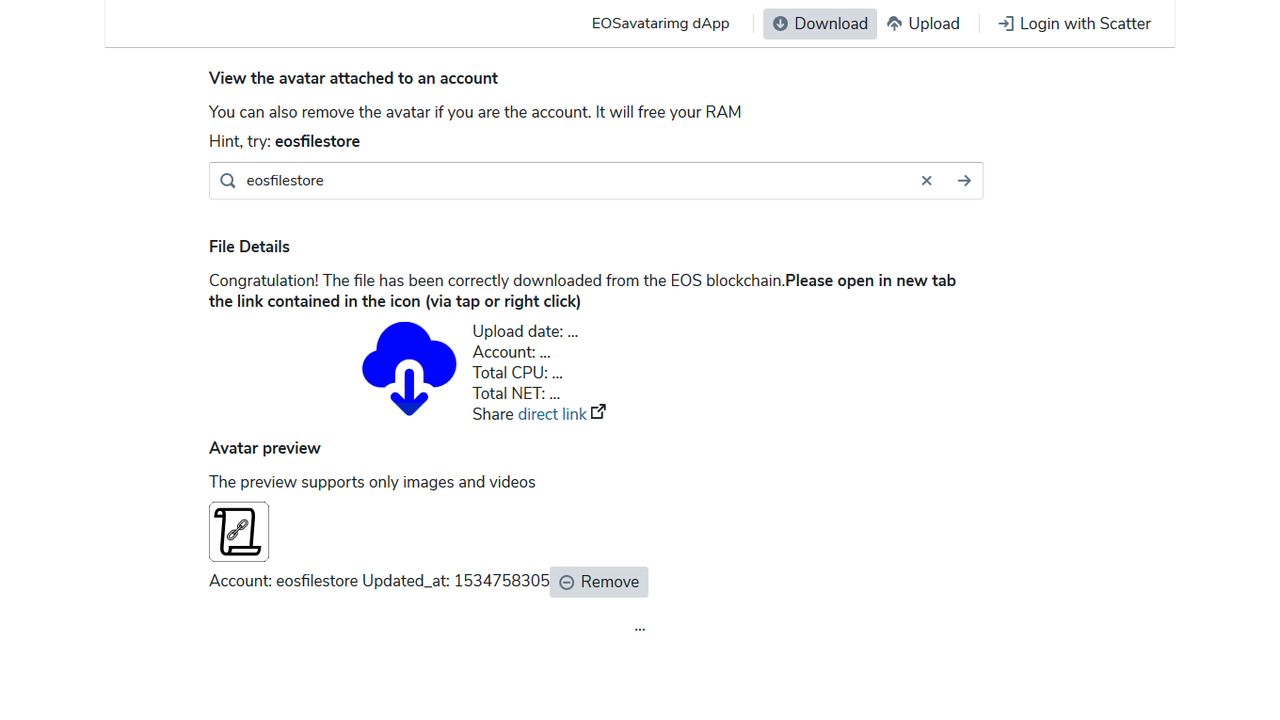 EOSavatarimg dApp
Download
Upload
Login with Scatter
View the avatar attached to an account
You can also remove the avatar if you are the account. It will free your RAM
Hint, try: eosfilestore
eosfilestore
File Details
Congratulation! The file has been correctly downloaded from the EOS blockchain.Please open in new tab
the link contained in the icon (via tap or right click)
Upload date: ...
Account: ...
Total CPU: ...
Total NET: ...
Share direct link
Avatar preview
The preview supports only images and videos
Account: eosfilestore Updated_at: 1534758305 Remove
...